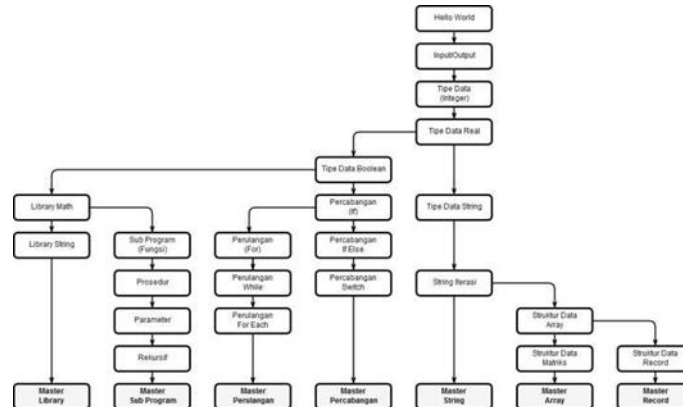 Hello World
Input/Output
Tipe Data
(Integer)
Tipe Data Real
Tipe Data Boolean
Library Math
Percabangan
(If)
Tipe Data String
Library String
Sub Program
(Fungsi)
Perulangan
(For)
Percabangan
If Else
Prosedur
Perulangan
While
Percabangan
Switch
String Iterasi
Parameter
Perulangan
For Each
Struktur Data
Array
Rekursif
Struktur Data
Matriks
Struktur Data
Record
Master
Library
Master
Sub Program
Master
Perulangan
Master
Percabangan
Master
String
Master
Array
Master
Record